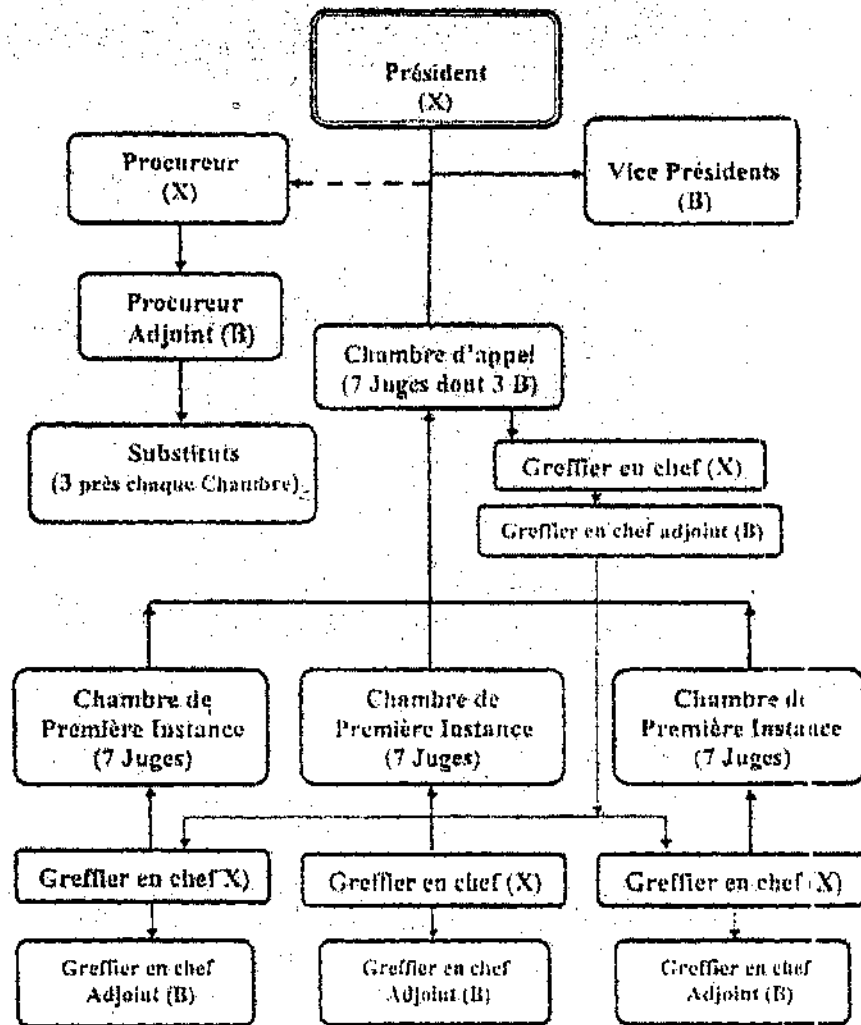 Président
(X)
Procureur
(X)
Vice Présidents
(B)
Procureur
Adjoint (B)
Chambre d'appel
(7 Juges dont 3 B)
Substituts
(3 près chaque Chambre)
Greffier en chef (X)
Greffier en chef adjoint (B)
Chambre de
Première Instance
(7 Juges)
Chambre de
Première Instance
(7 Juges)
Chambre de
Première Instance
(7 Juges)
Greffier en chef X)
Greffier en chef (X)
Greffier en chef (X)
Greffier en chef
Adjoint (B)
Greffier en chef
Adjoint (B)
Greffier en chef
Adjoint (B)